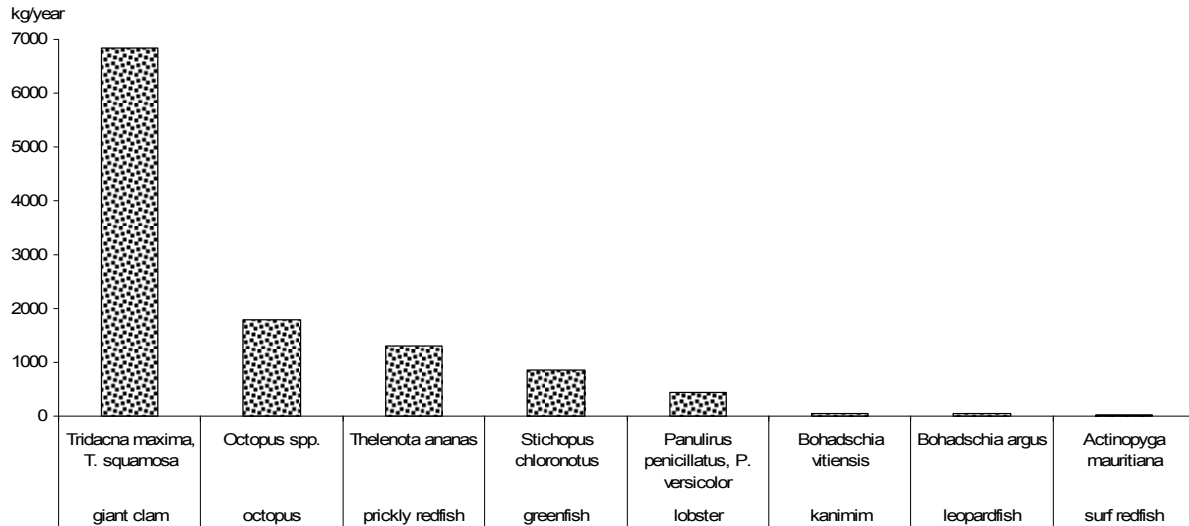 kg/year
7000
6000
5000
4000
3000
2000
1000
0
Tridacna maxima, T. squamosa
Octopus spp.
Thelenota ananas
Stichopus chloronotus
Panulirus penicillatus, P. versicolor
Bohadschia vitiensis
Bohadschia argus
Actinopyga mauritiana
giant clam
octopus
prickly redfish
greenfish
lobster
kanimim
leopardfish
surf redfish